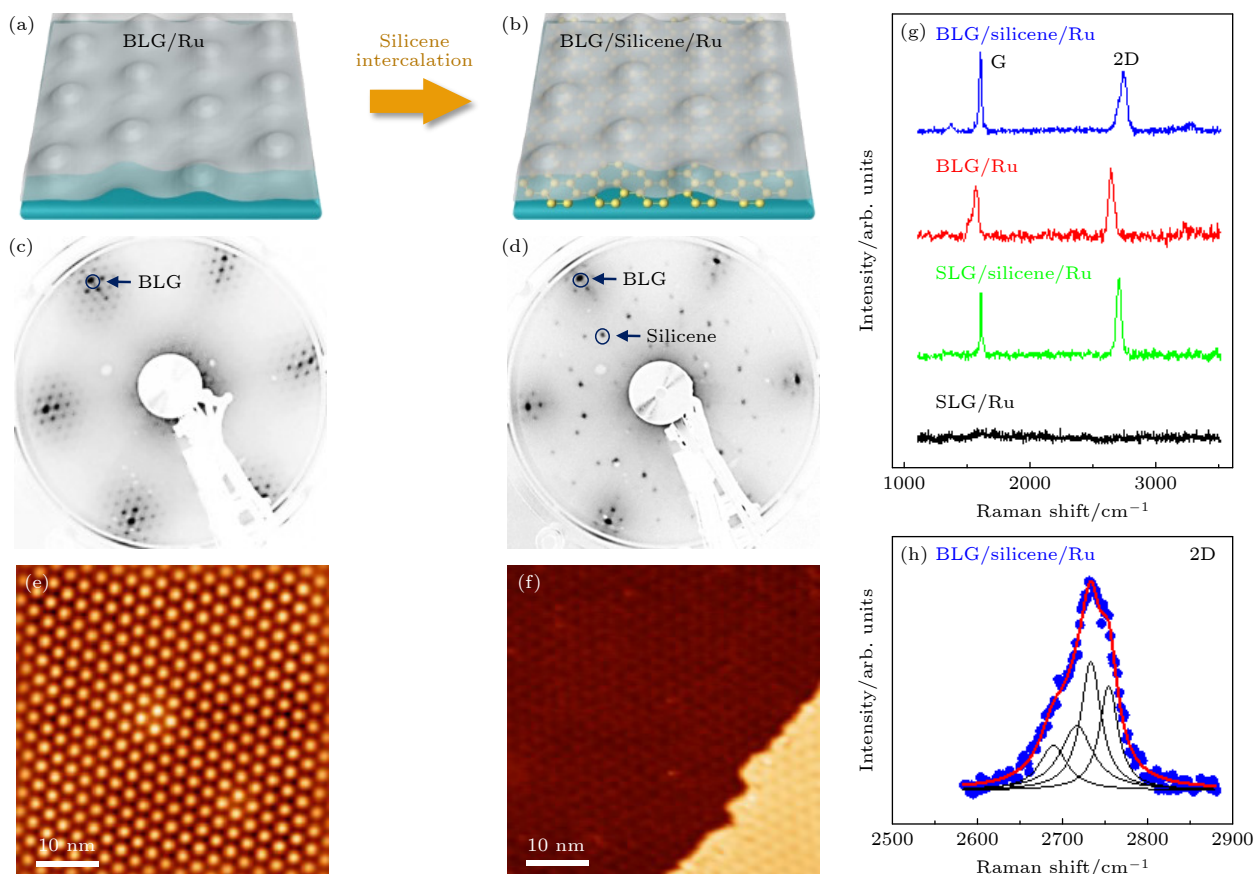 (a)
BLG/Ru
Silicene
intercalation
(b)
BLG/Silicene/Ru
(c)
BLG
(d)
BLG
Silicene
(e)
10 nm
(f)
10 nm
(g)
BLG/silicene/Ru
G
2D
BLG/Ru
SLG/silicene/Ru
SLG/Ru
Intensity/arb. units
1000 2000 3000
Raman shift/cm⁻¹
(h)
BLG/silicene/Ru
2D
Intensity/arb. units
2500 2600 2700 2800 2900
Raman shift/cm⁻¹